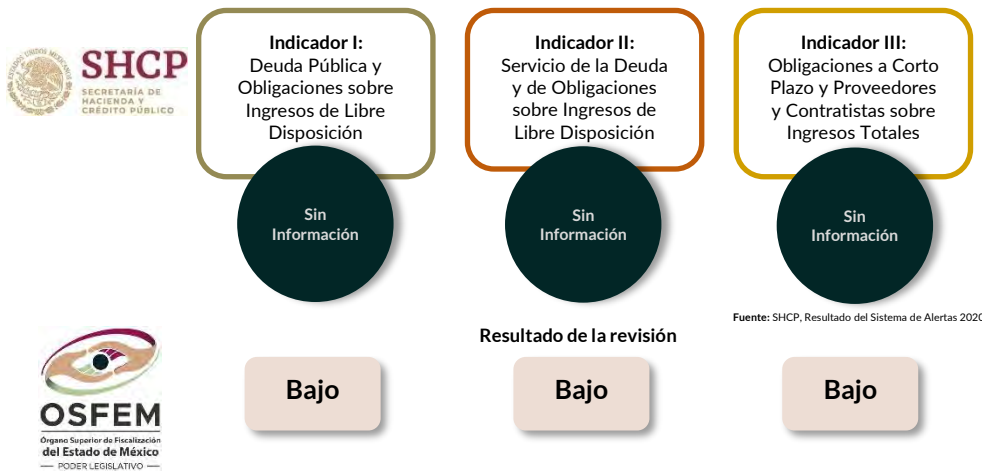 SHCP
SECRETARÍA DE
HACIENDA Y
CRÉDITO PÚBLICO
ESTADOS UNIDOS MEXICANOS
Indicador I:
Deuda Pública y
Obligaciones sobre
Ingresos de Libre
Disposición
Sin
Información
Indicador II:
Servicio de la Deuda
y de Obligaciones
sobre Ingresos de
Libre Disposición
Sin
Información
Indicador III:
Obligaciones a Corto
Plazo y Proveedores
y Contratistas sobre
Ingresos Totales
Sin
Información
Fuente: SHCP, Resultado del Sistema de Alertas 2020
Resultado de la revisión
OSFEM
Órgano Superior de Fiscalización
del Estado de México
PODER LEGISLATIVO
Bajo
Bajo
Bajo